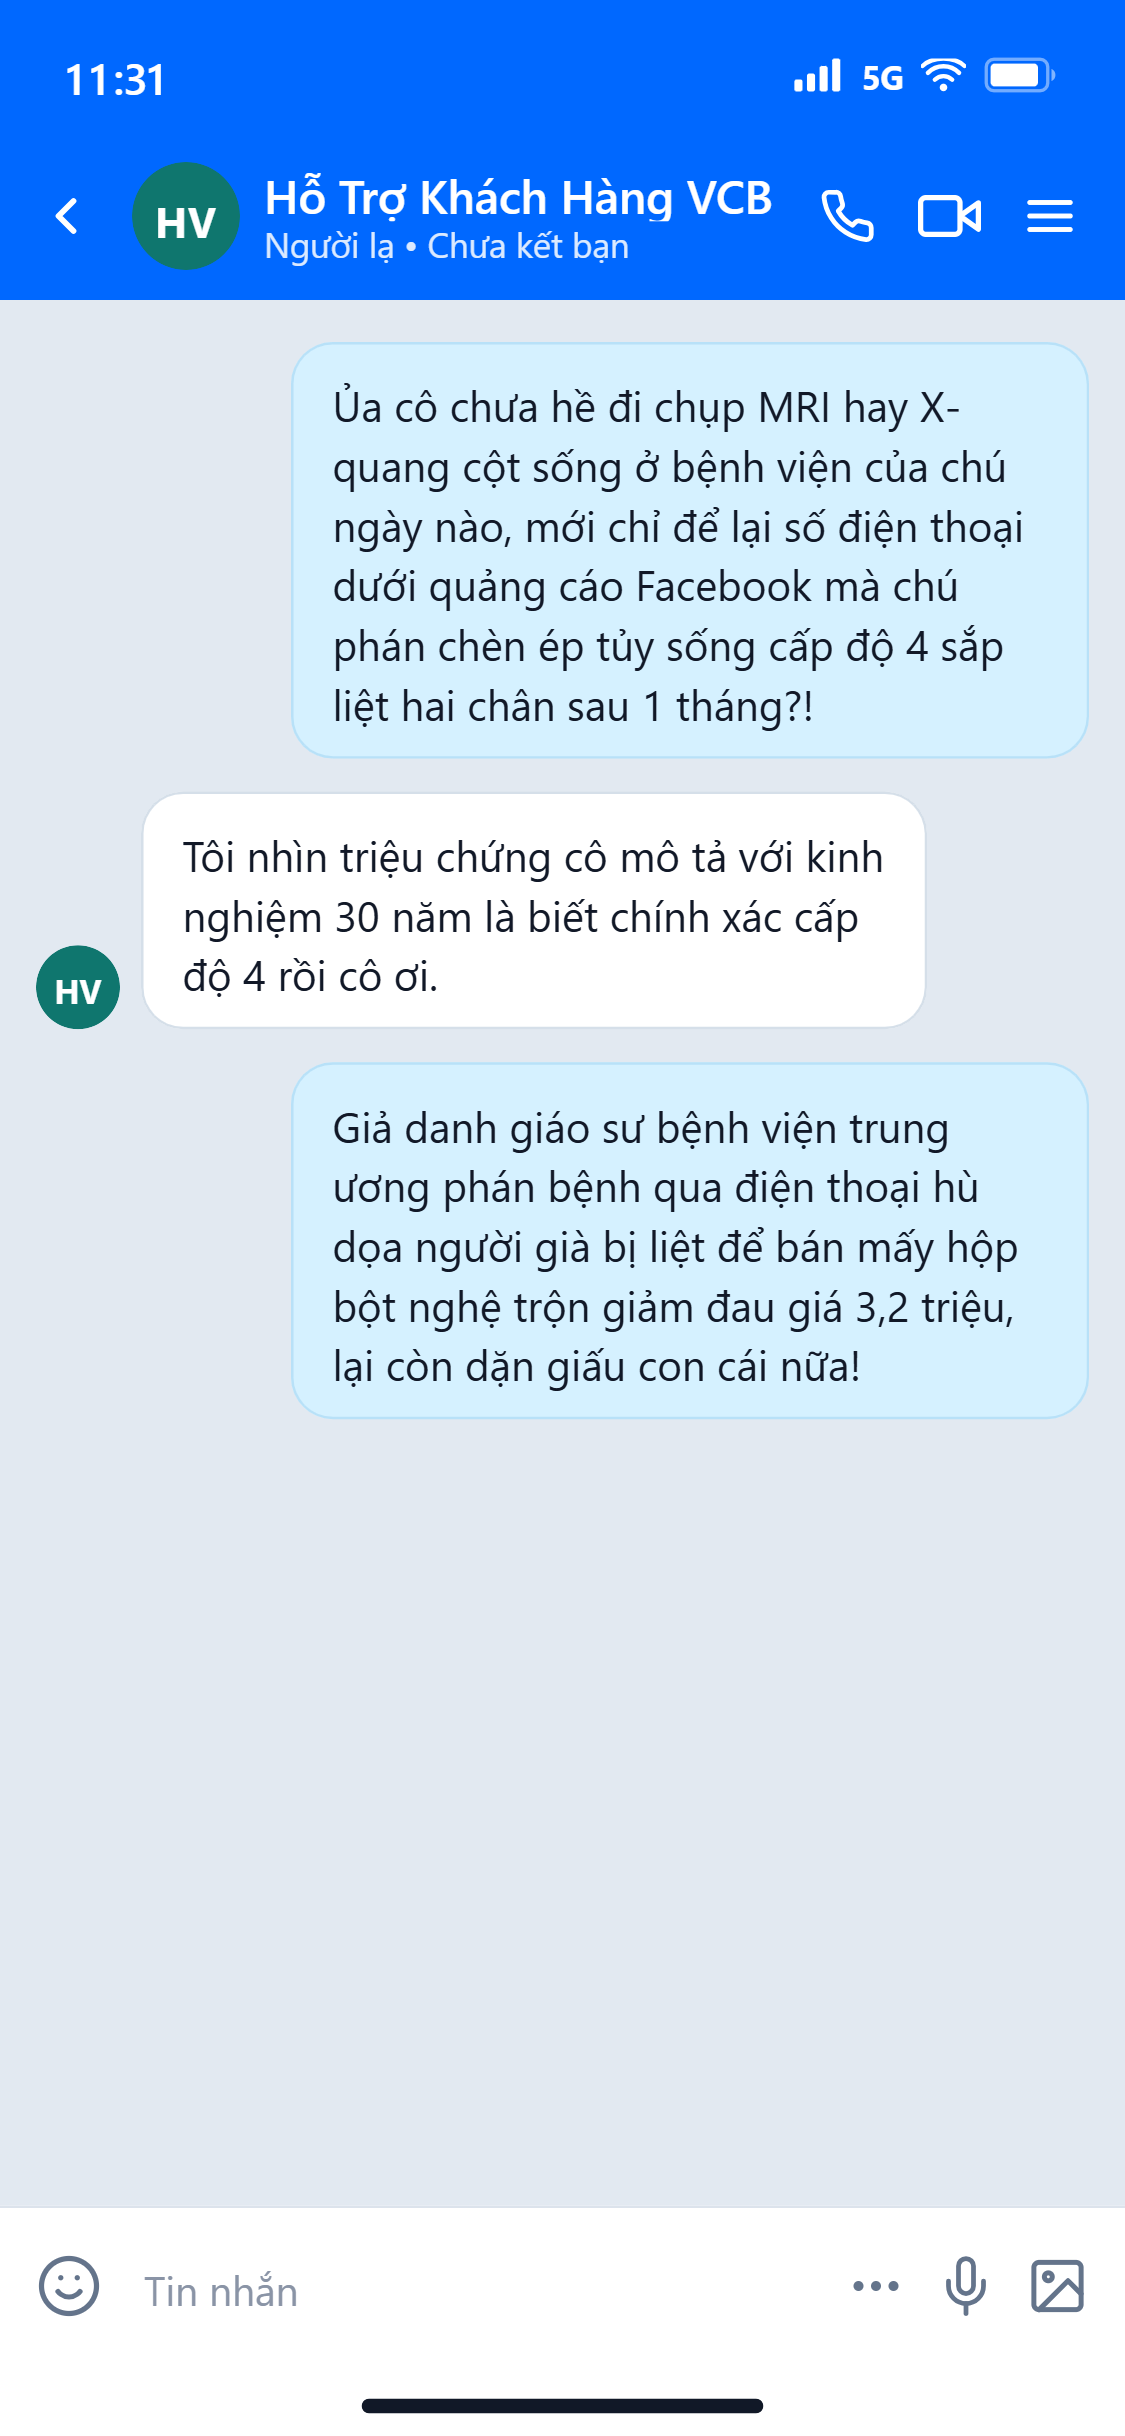 11:31
5G
HV
Hỗ Trợ Khách Hàng VCB
Người lạ • Chưa kết bạn
Ủa cô chưa hề đi chụp MRI hay X-
quang cột sống ở bệnh viện của chú
ngày nào, mới chỉ để lại số điện thoại
dưới quảng cáo Facebook mà chú
phán chèn ép tủy sống cấp độ 4 sắp
liệt hai chân sau 1 tháng?!
Tôi nhìn triệu chứng cô mô tả với kinh
nghiệm 30 năm là biết chính xác cấp
độ 4 rồi cô ơi.
HV
Giả danh giáo sư bệnh viện trung
ương phán bệnh qua điện thoại hù
dọa người già bị liệt để bán mấy hộp
bột nghệ trộn giảm đau giá 3,2 triệu,
lại còn dặn giấu con cái nữa!
Tin nhắn